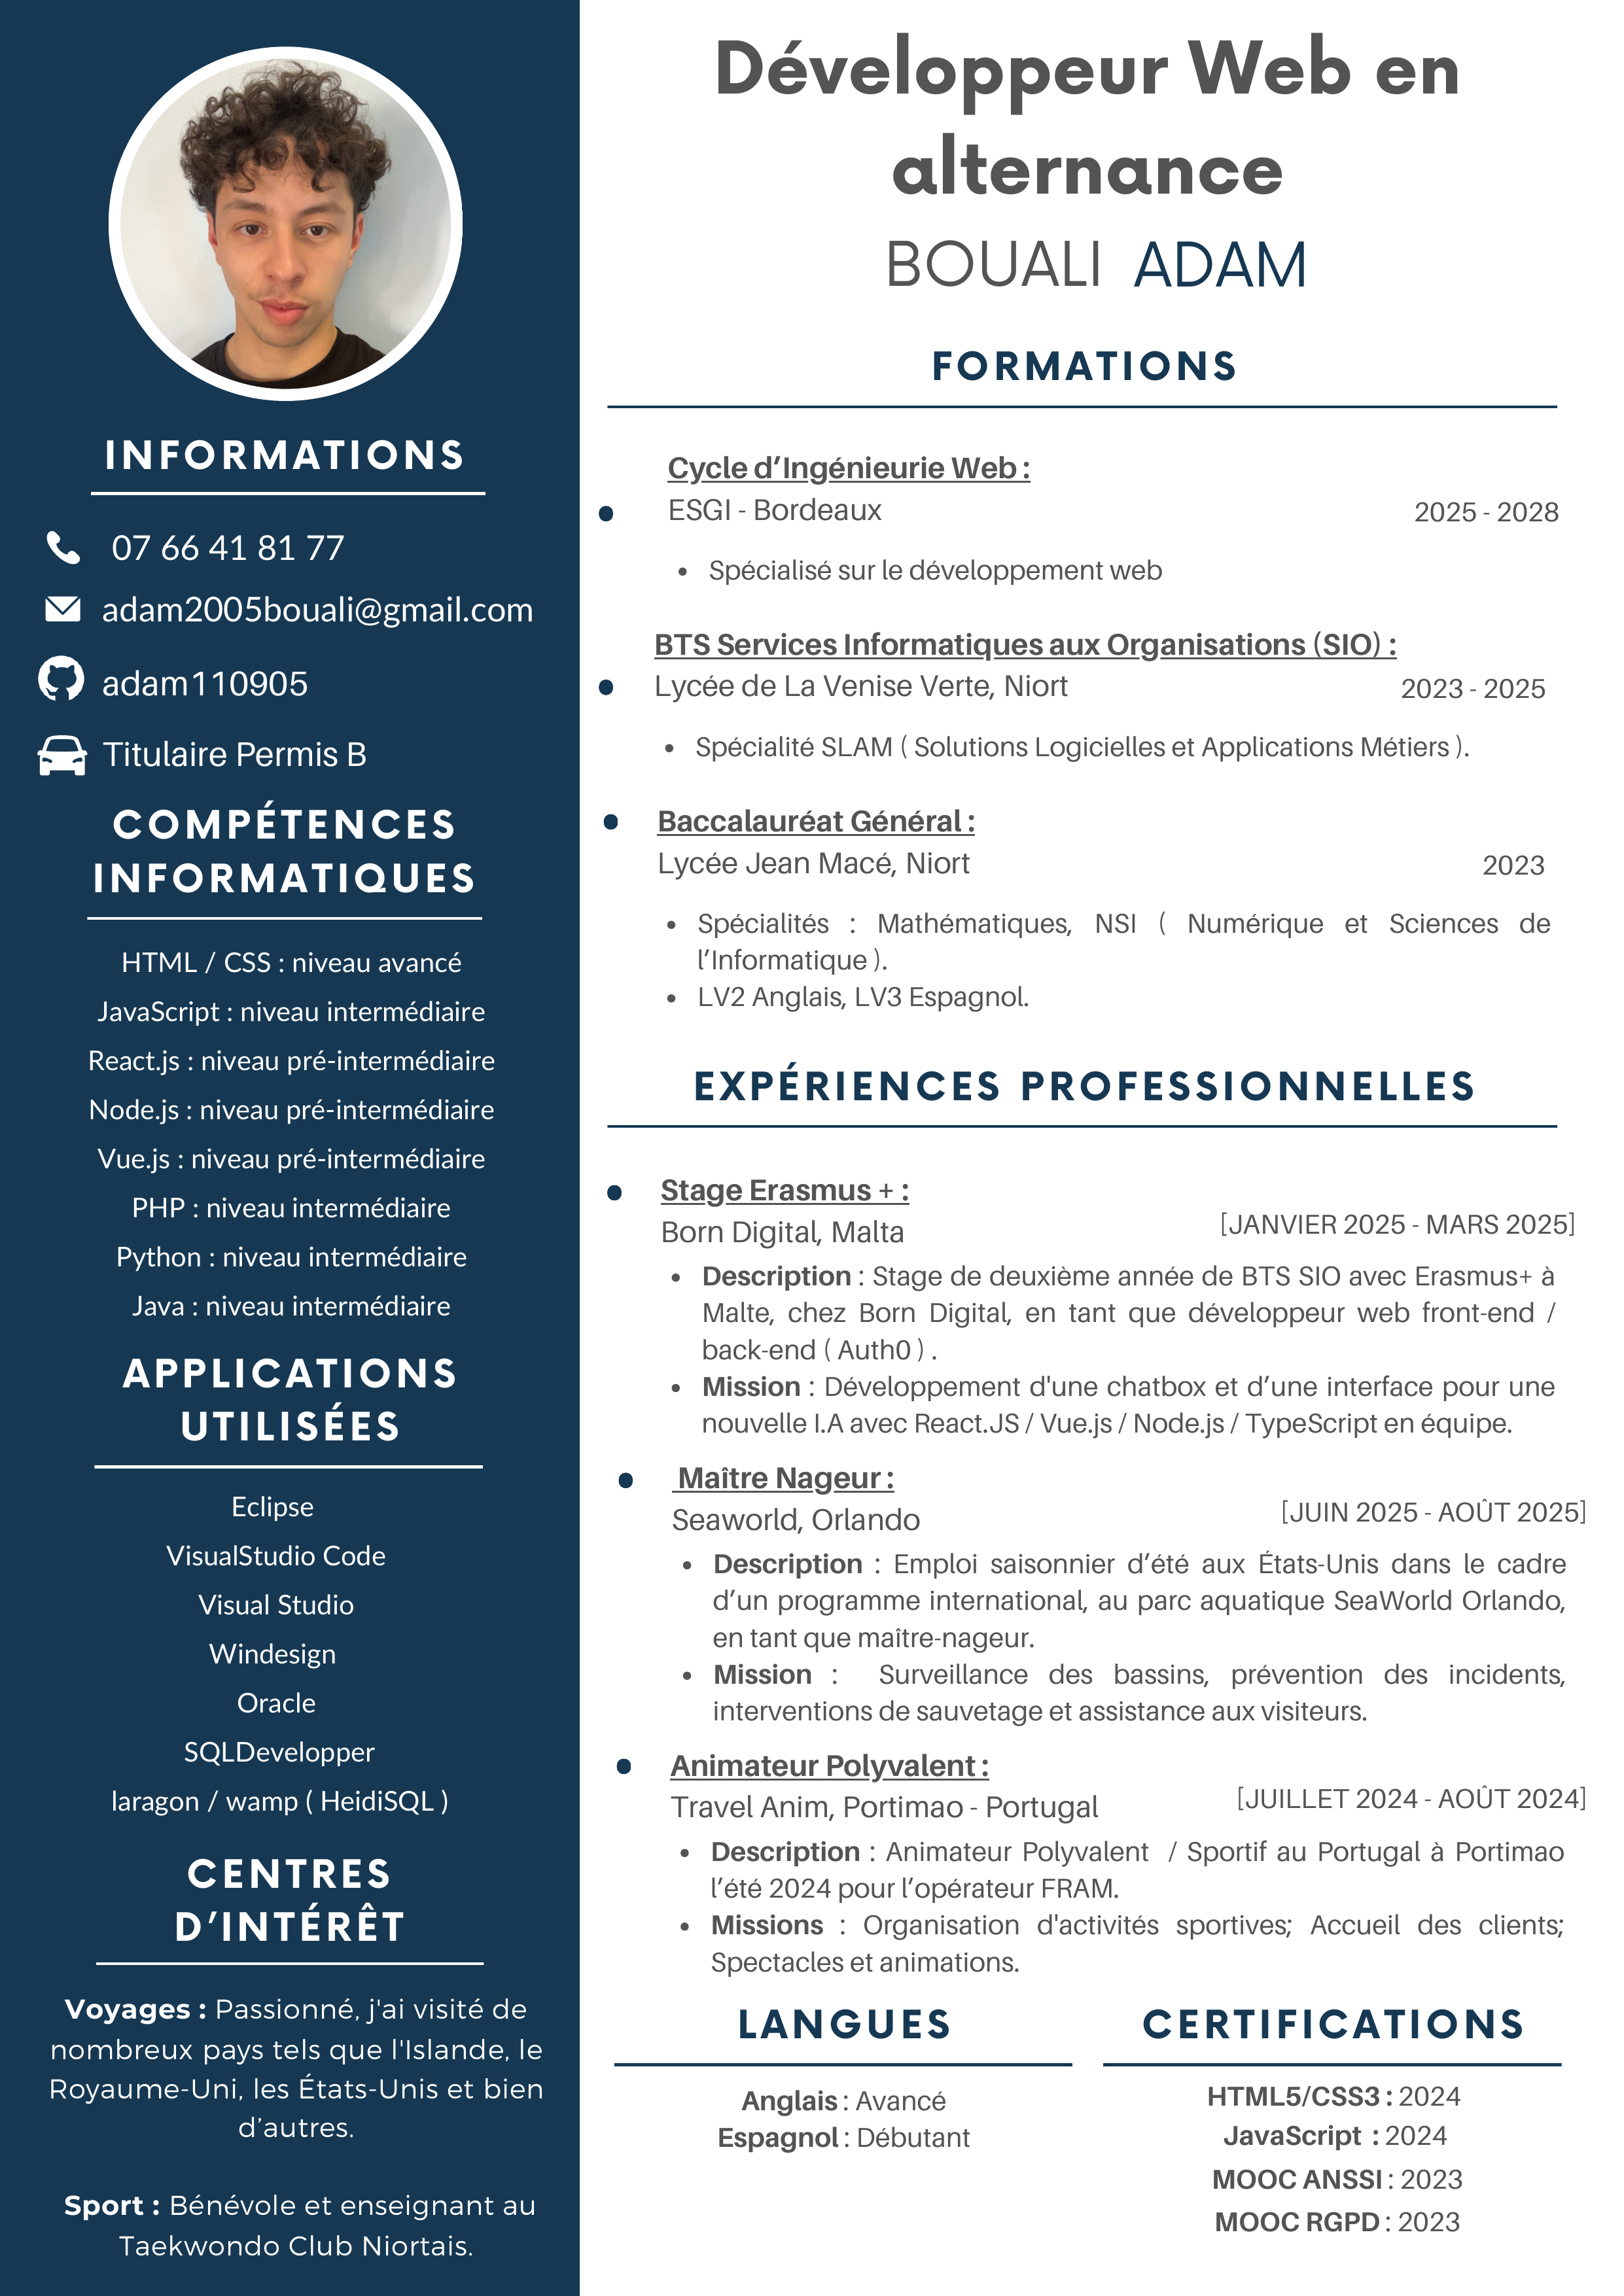 Développeur Web en
alternance
BOUALI ADAM
INFORMATIONS
07 66 41 81 77
adam2005bouali@gmail.com
adam110905
Titulaire Permis B
COMPÉTENCES
INFORMATIQUES
HTML / CSS : niveau avancé
JavaScript : niveau intermédiaire
React.js : niveau pré-intermédiaire
Node.js : niveau pré-intermédiaire
Vue.js : niveau pré-intermédiaire
PHP : niveau intermédiaire
Python : niveau intermédiaire
Java : niveau intermédiaire
APPLICATIONS
UTILISÉES
Eclipse
VisualStudio Code
Visual Studio
Windesign
Oracle
SQLDevelopper
laragon / wamp ( HeidiSQL )
CENTRES
D’INTÉRÊT
Voyages : Passionné, j'ai visité de
nombreux pays tels que l'Islande, le
Royaume-Uni, les États-Unis et bien
d’autres.
Sport : Bénévole et enseignant au
Taekwondo Club Niortais.
FORMATIONS
Cycle d’Ingénieurie Web :
ESGI - Bordeaux 2025 - 2028
• Spécialisé sur le développement web
BTS Services Informatiques aux Organisations (SIO) :
Lycée de La Venise Verte, Niort 2023 - 2025
• Spécialité SLAM ( Solutions Logicielles et Applications Métiers ).
Baccalauréat Général :
Lycée Jean Macé, Niort 2023
• Spécialités : Mathématiques, NSI ( Numérique et Sciences de
l’Informatique ).
• LV2 Anglais, LV3 Espagnol.
EXPÉRIENCES PROFESSIONNELLES
Stage Erasmus + :
Born Digital, Malta [JANVIER 2025 - MARS 2025]
• Description : Stage de deuxième année de BTS SIO avec Erasmus+ à
Malte, chez Born Digital, en tant que développeur web front-end /
back-end ( Auth0 ) .
• Mission : Développement d'une chatbox et d’une interface pour une
nouvelle I.A avec React.JS / Vue.js / Node.js / TypeScript en équipe.
Maître Nageur :
Seaworld, Orlando [JUIN 2025 - AOÛT 2025]
• Description : Emploi saisonnier d’été aux États-Unis dans le cadre
d’un programme international, au parc aquatique SeaWorld Orlando,
en tant que maître-nageur.
• Mission : Surveillance des bassins, prévention des incidents,
interventions de sauvetage et assistance aux visiteurs.
Animateur Polyvalent :
Travel Anim, Portimao - Portugal [JUILLET 2024 - AOÛT 2024]
• Description : Animateur Polyvalent / Sportif au Portugal à Portimao
l’été 2024 pour l’opérateur FRAM.
• Missions : Organisation d'activités sportives; Accueil des clients;
Spectacles et animations.
LANGUES
Anglais : Avancé
Espagnol : Débutant
CERTIFICATIONS
HTML5/CSS3 : 2024
JavaScript : 2024
MOOC ANSSI : 2023
MOOC RGPD : 2023